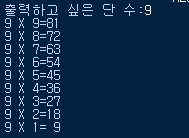 출력하고 싶은 단 수:9
9 X 9=81
9 X 8=72
9 X 7=63
9 X 6=54
9 X 5=45
9 X 4=36
9 X 3=27
9 X 2=18
9 X 1= 9